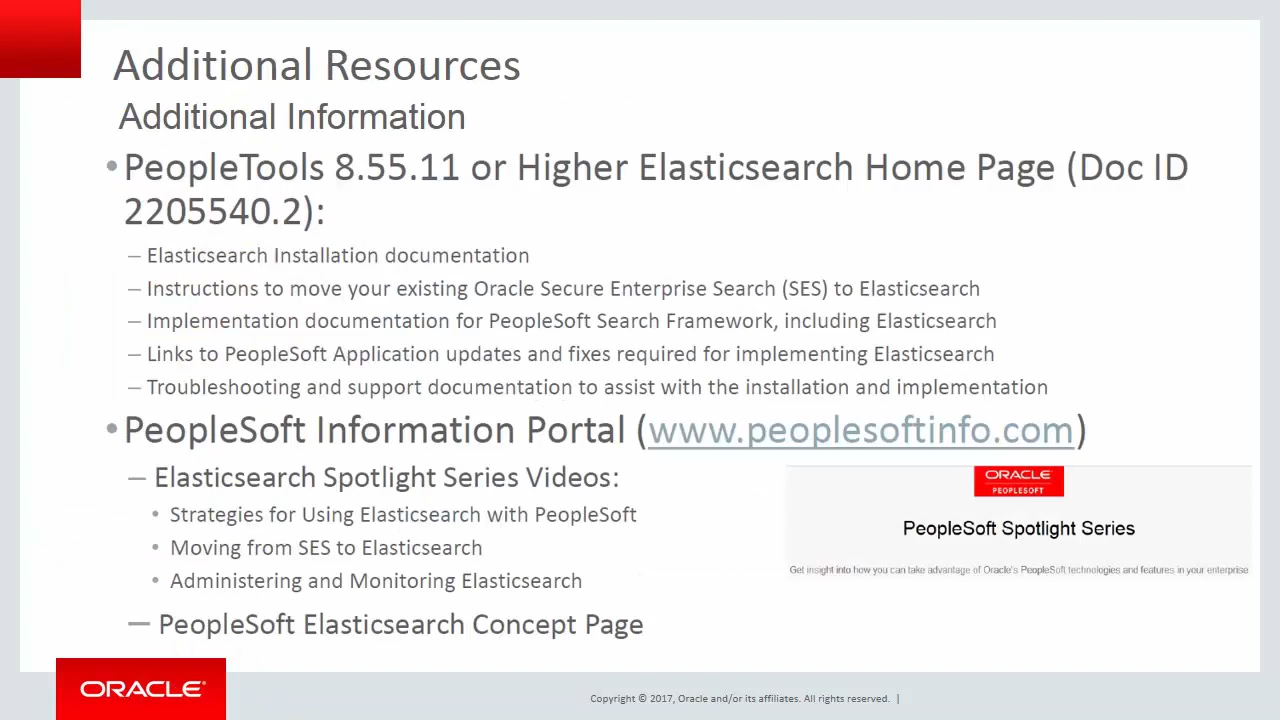 Additional Resources
Additional Information
•PeopleTools 8.55.11 or Higher Elasticsearch Home Page (Doc ID
2205540.2):
– Elasticsearch Installation documentation
– Instructions to move your existing Oracle Secure Enterprise Search (SES) to Elasticsearch
– Implementation documentation for PeopleSoft Search Framework, including Elasticsearch
– Links to PeopleSoft Application updates and fixes required for implementing Elasticsearch
– Troubleshooting and support documentation to assist with the installation and implementation
•PeopleSoft Information Portal (www.peoplesoftinfo.com)
– Elasticsearch Spotlight Series Videos:
• Strategies for Using Elasticsearch with PeopleSoft
• Moving from SES to Elasticsearch
• Administering and Monitoring Elasticsearch
– PeopleSoft Elasticsearch Concept Page
ORACLE
PEOPLESOFT
PeopleSoft Spotlight Series
Get insight into how you can take advantage of Oracle's PeopleSoft technologies and features in your enterprise
ORACLE®
Copyright © 2017, Oracle and/or its affiliates. All rights reserved. |